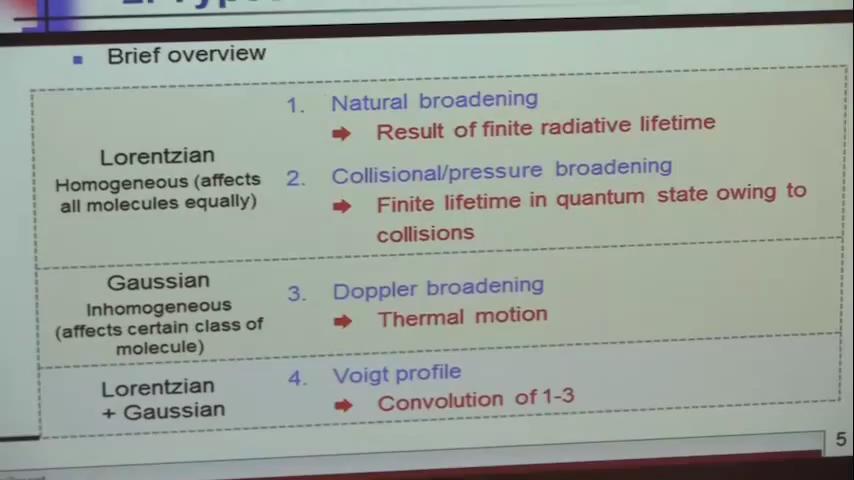 2. Type
Brief overview
Lorentzian
Homogeneous (affects
all molecules equally)
1. Natural broadening
Result of finite radiative lifetime
2. Collisional/pressure broadening
Finite lifetime in quantum state owing to
collisions
Gaussian
Inhomogeneous
(affects certain class of
molecule)
3. Doppler broadening
Thermal motion
Lorentzian
+ Gaussian
4. Voigt profile
Convolution of 1-3
5